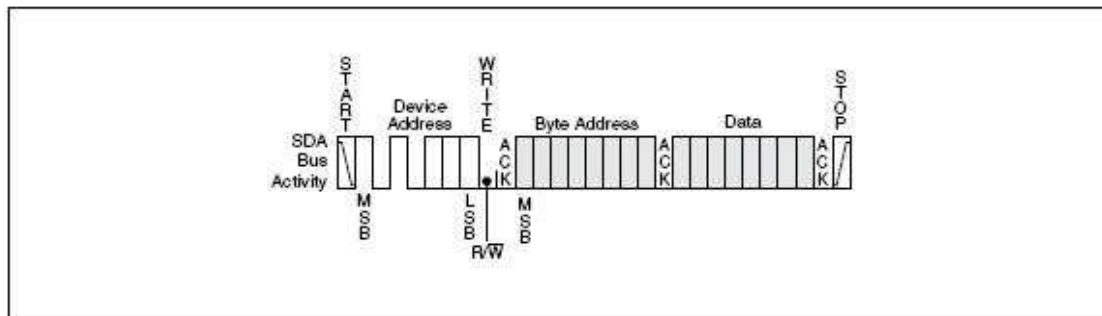 START
WRITE
STOP
Device
Address
Byte Address
Data
SDA
Bus
Activity
ACK
ACK
ACK
MSB
LSB
MSB
R/W